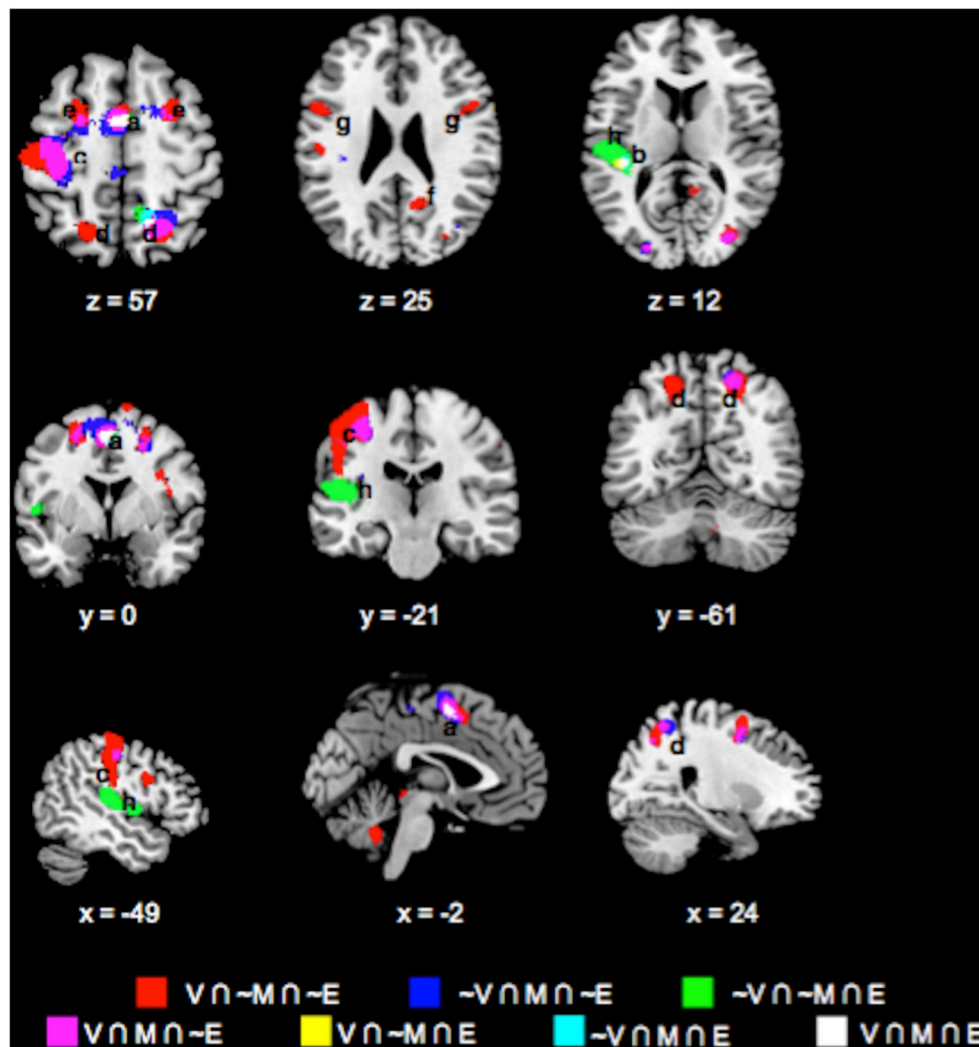 e e
a
c
d d
z = 57
g g
f
z = 25
h
b
z = 12
a
y = 0
c
h
y = -21
d d
y = -61
c
h
x = -49
a
x = -2
d
x = 24
V∩~M∩~E ~V∩M∩~E ~V∩~M∩E
V∩M∩~E V∩~M∩E ~V∩M∩E V∩M∩E